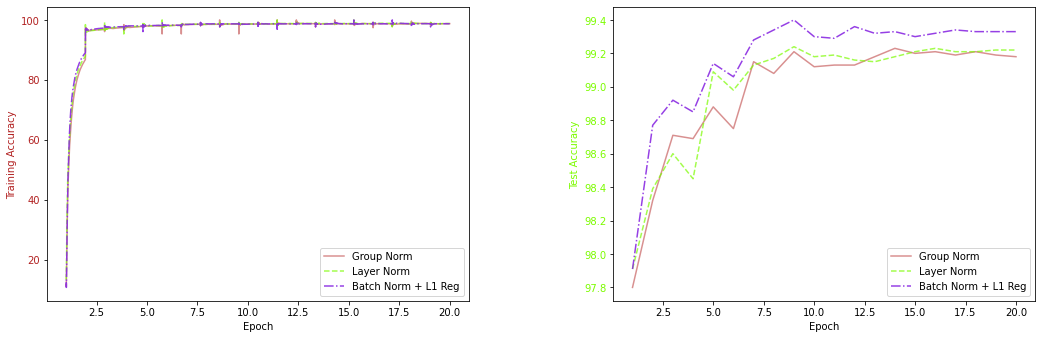 100
80
60
40
20
Training Accuracy
2.5 5.0 7.5 10.0 12.5 15.0 17.5 20.0
Epoch
Group Norm
Layer Norm
Batch Norm + L1 Reg
99.4
99.2
99.0
98.8
98.6
98.4
98.2
98.0
97.8
Test Accuracy
2.5 5.0 7.5 10.0 12.5 15.0 17.5 20.0
Epoch
Group Norm
Layer Norm
Batch Norm + L1 Reg